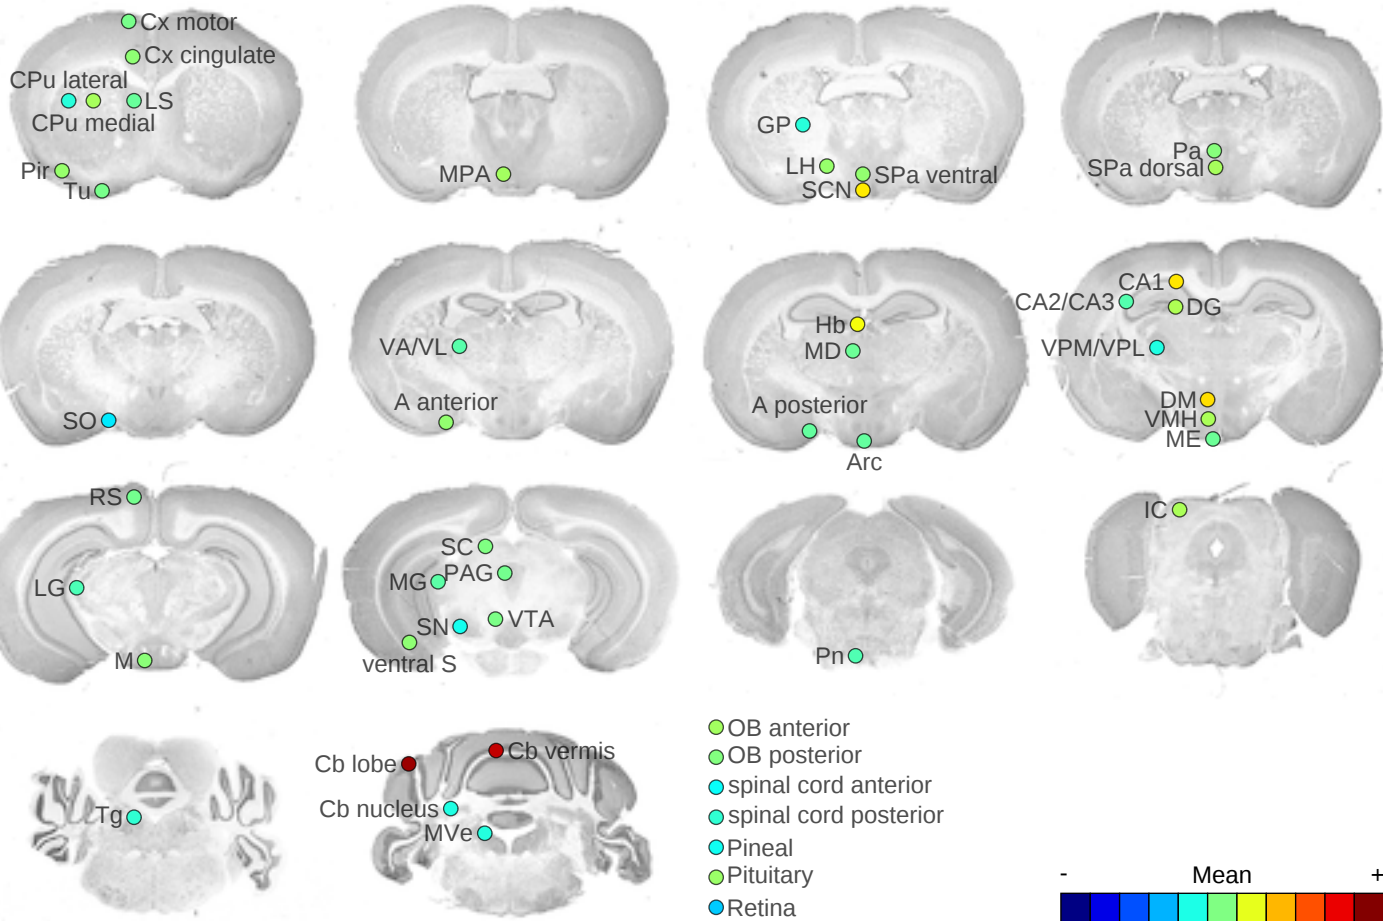 Cx motor
Cx cingulate
CPu lateral
LS
CPu medial
Pir
Tu
MPA
GP
LH
SPa ventral
SCN
Pa
SPa dorsal
SO
VA/VL
A anterior
Hb
MD
A posterior
Arc
CA1
CA2/CA3
DG
VPM/VPL
DM
VMH
ME
RS
LG
M
SC
MG
PAG
SN
VTA
ventral S
Pn
IC
Tg
Cb lobe
Cb vermis
Cb nucleus
MVe
OB anterior
OB posterior
spinal cord anterior
spinal cord posterior
Pineal
Pituitary
Retina
- Mean +